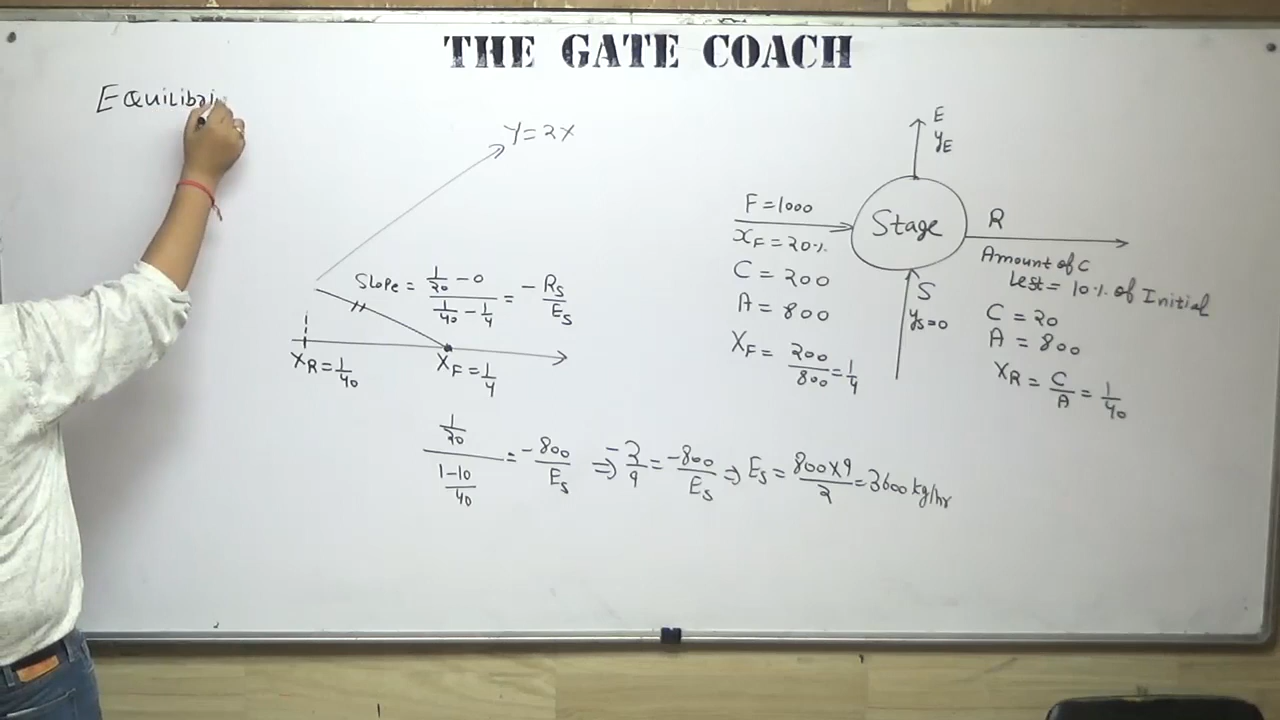 THE GATE COACH
EQUILIBRI
Y=2X
Slope = (1/20 - 0)/(1/40 - 1/4) = -Rs/Es
XR = 1/40
XF = 1/4
(1/20)/((1-10)/40) = -800/Es ⇒ -2/9 = -800/Es ⇒ Es = 800×9/2 = 3600 kg/hr
E
yE
F = 1000
xF = 20%
C = 200
A = 800
XF = 200/800 = 1/4
Stage
R
S
ys=0
Amount of C
Lest = 10% of Initial
C = 20
A = 800
XR = C/A = 1/40